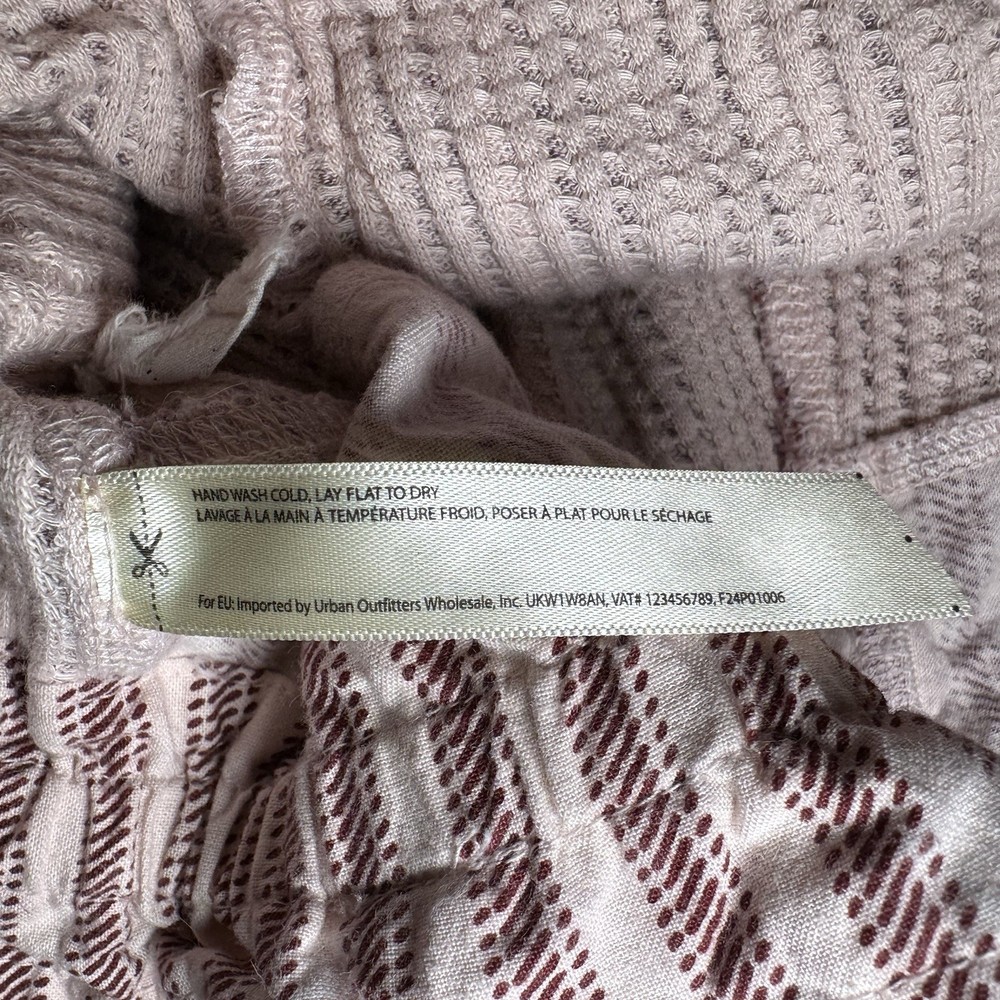 HAND WASH COLD, LAY FLAT TO DRY
LAVAGE À LA MAIN À TEMPÉRATURE FROID, POSER À PLAT POUR LE SÉCHAGE
For EU: Imported by Urban Outfitters Wholesale, Inc. UKW1W8AN, VAT# 123456789, F24P01006